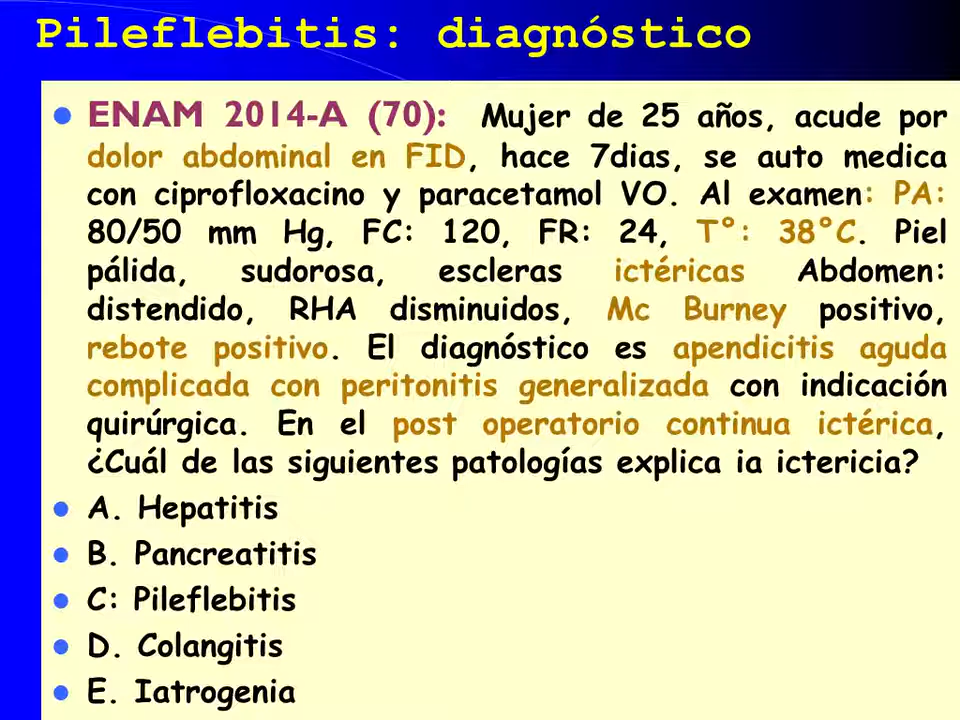 Pileflebitis: diagnóstico
ENAM 2014-A (70): Mujer de 25 años, acude por
dolor abdominal en FID, hace 7dias, se auto medica
con ciprofloxacino y paracetamol VO. Al examen: PA:
80/50 mm Hg, FC: 120, FR: 24, T°: 38°C. Piel
pálida, sudorosa, escleras ictéricas Abdomen:
distendido, RHA disminuidos, Mc Burney positivo,
rebote positivo. El diagnóstico es apendicitis aguda
complicada con peritonitis generalizada con indicación
quirúrgica. En el post operatorio continua ictérica,
¿Cuál de las siguientes patologías explica ia ictericia?
A. Hepatitis
B. Pancreatitis
C: Pileflebitis
D. Colangitis
E. Iatrogenia